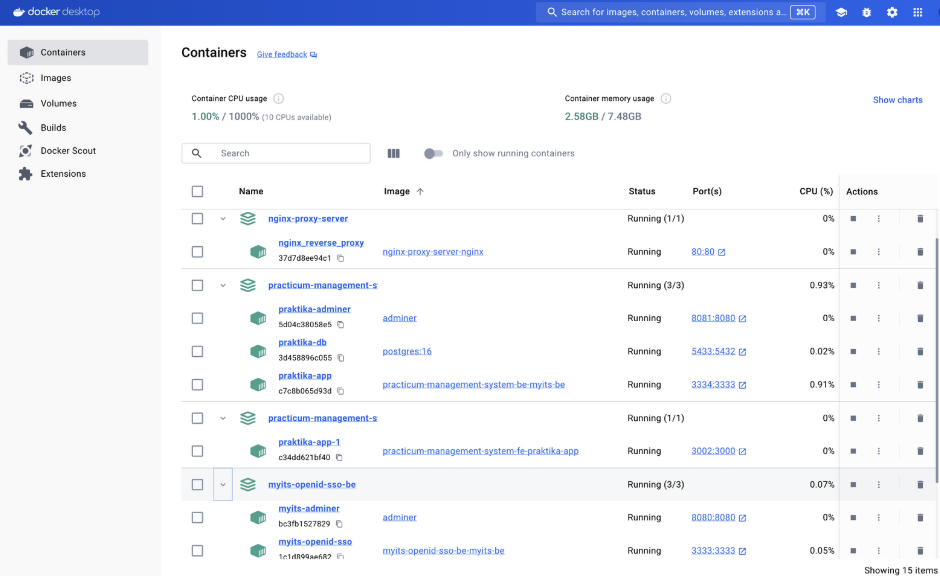 docker desktop
Search for images, containers, volumes, extensions a... ⌘K
Containers
Images
Volumes
Builds
Docker Scout
Extensions
Containers Give feedback
Container CPU usage
1.00% / 1000% (10 CPUs available)
Container memory usage
2.58GB / 7.48GB
Show charts
Search
Only show running containers
Name Image Status Port(s) CPU (%) Actions
nginx-proxy-server Running (1/1) 0%
nginx_reverse_proxy
37d7d8ee94c1
nginx-proxy-server-nginx Running 80:80 0%
practicum-management-s Running (3/3) 0.93%
praktika-adminer
5d04c38058e5
adminer Running 8081:8080 0%
praktika-db
3d458896c055
postgres:16 Running 5433:5432 0.02%
praktika-app
c7c8b065d93d
practicum-management-system-be-myits-be Running 3334:3333 0.91%
practicum-management-s Running (1/1) 0%
praktika-app-1
c34dd621bf40
practicum-management-system-fe-praktika-app Running 3002:3000 0%
myits-openid-sso-be Running (3/3) 0.07%
myits-adminer
bc3fb1527829
adminer Running 8080:8080 0%
myits-openid-sso
1c1d899ae682
myits-openid-sso-be-myits-be Running 3333:3333 0.05%
Showing 15 items